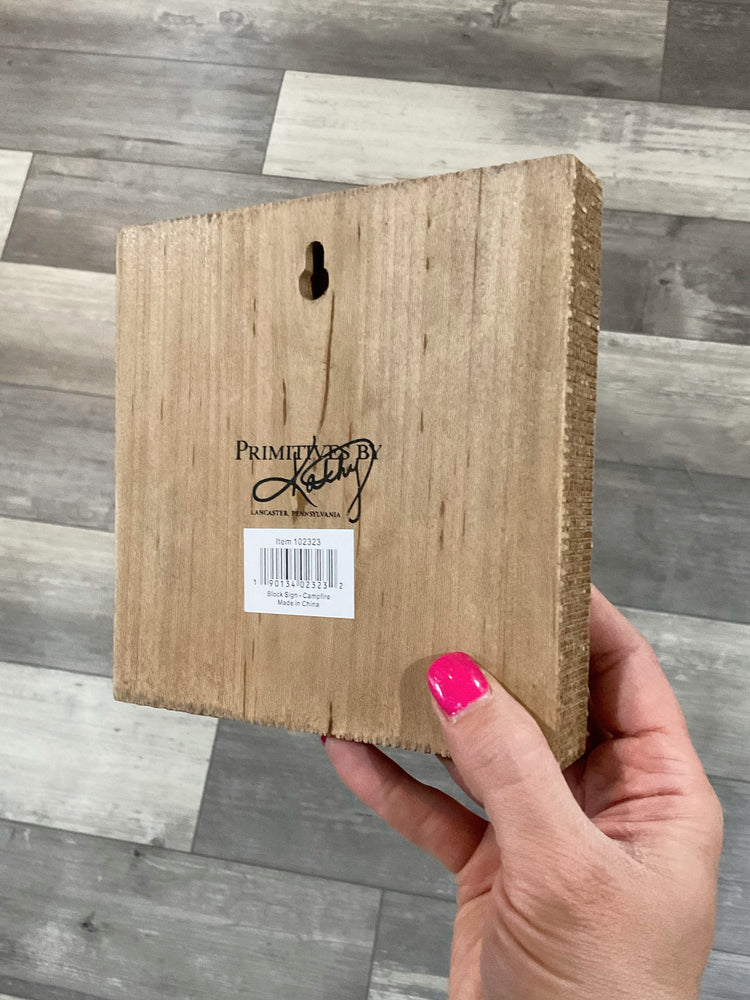 PRIMITIVES BY
Kathy
LANCASTER, PENNSYLVANIA
Item 102323
1 90134 02323 2
Block Sign - Campfire
Made in China